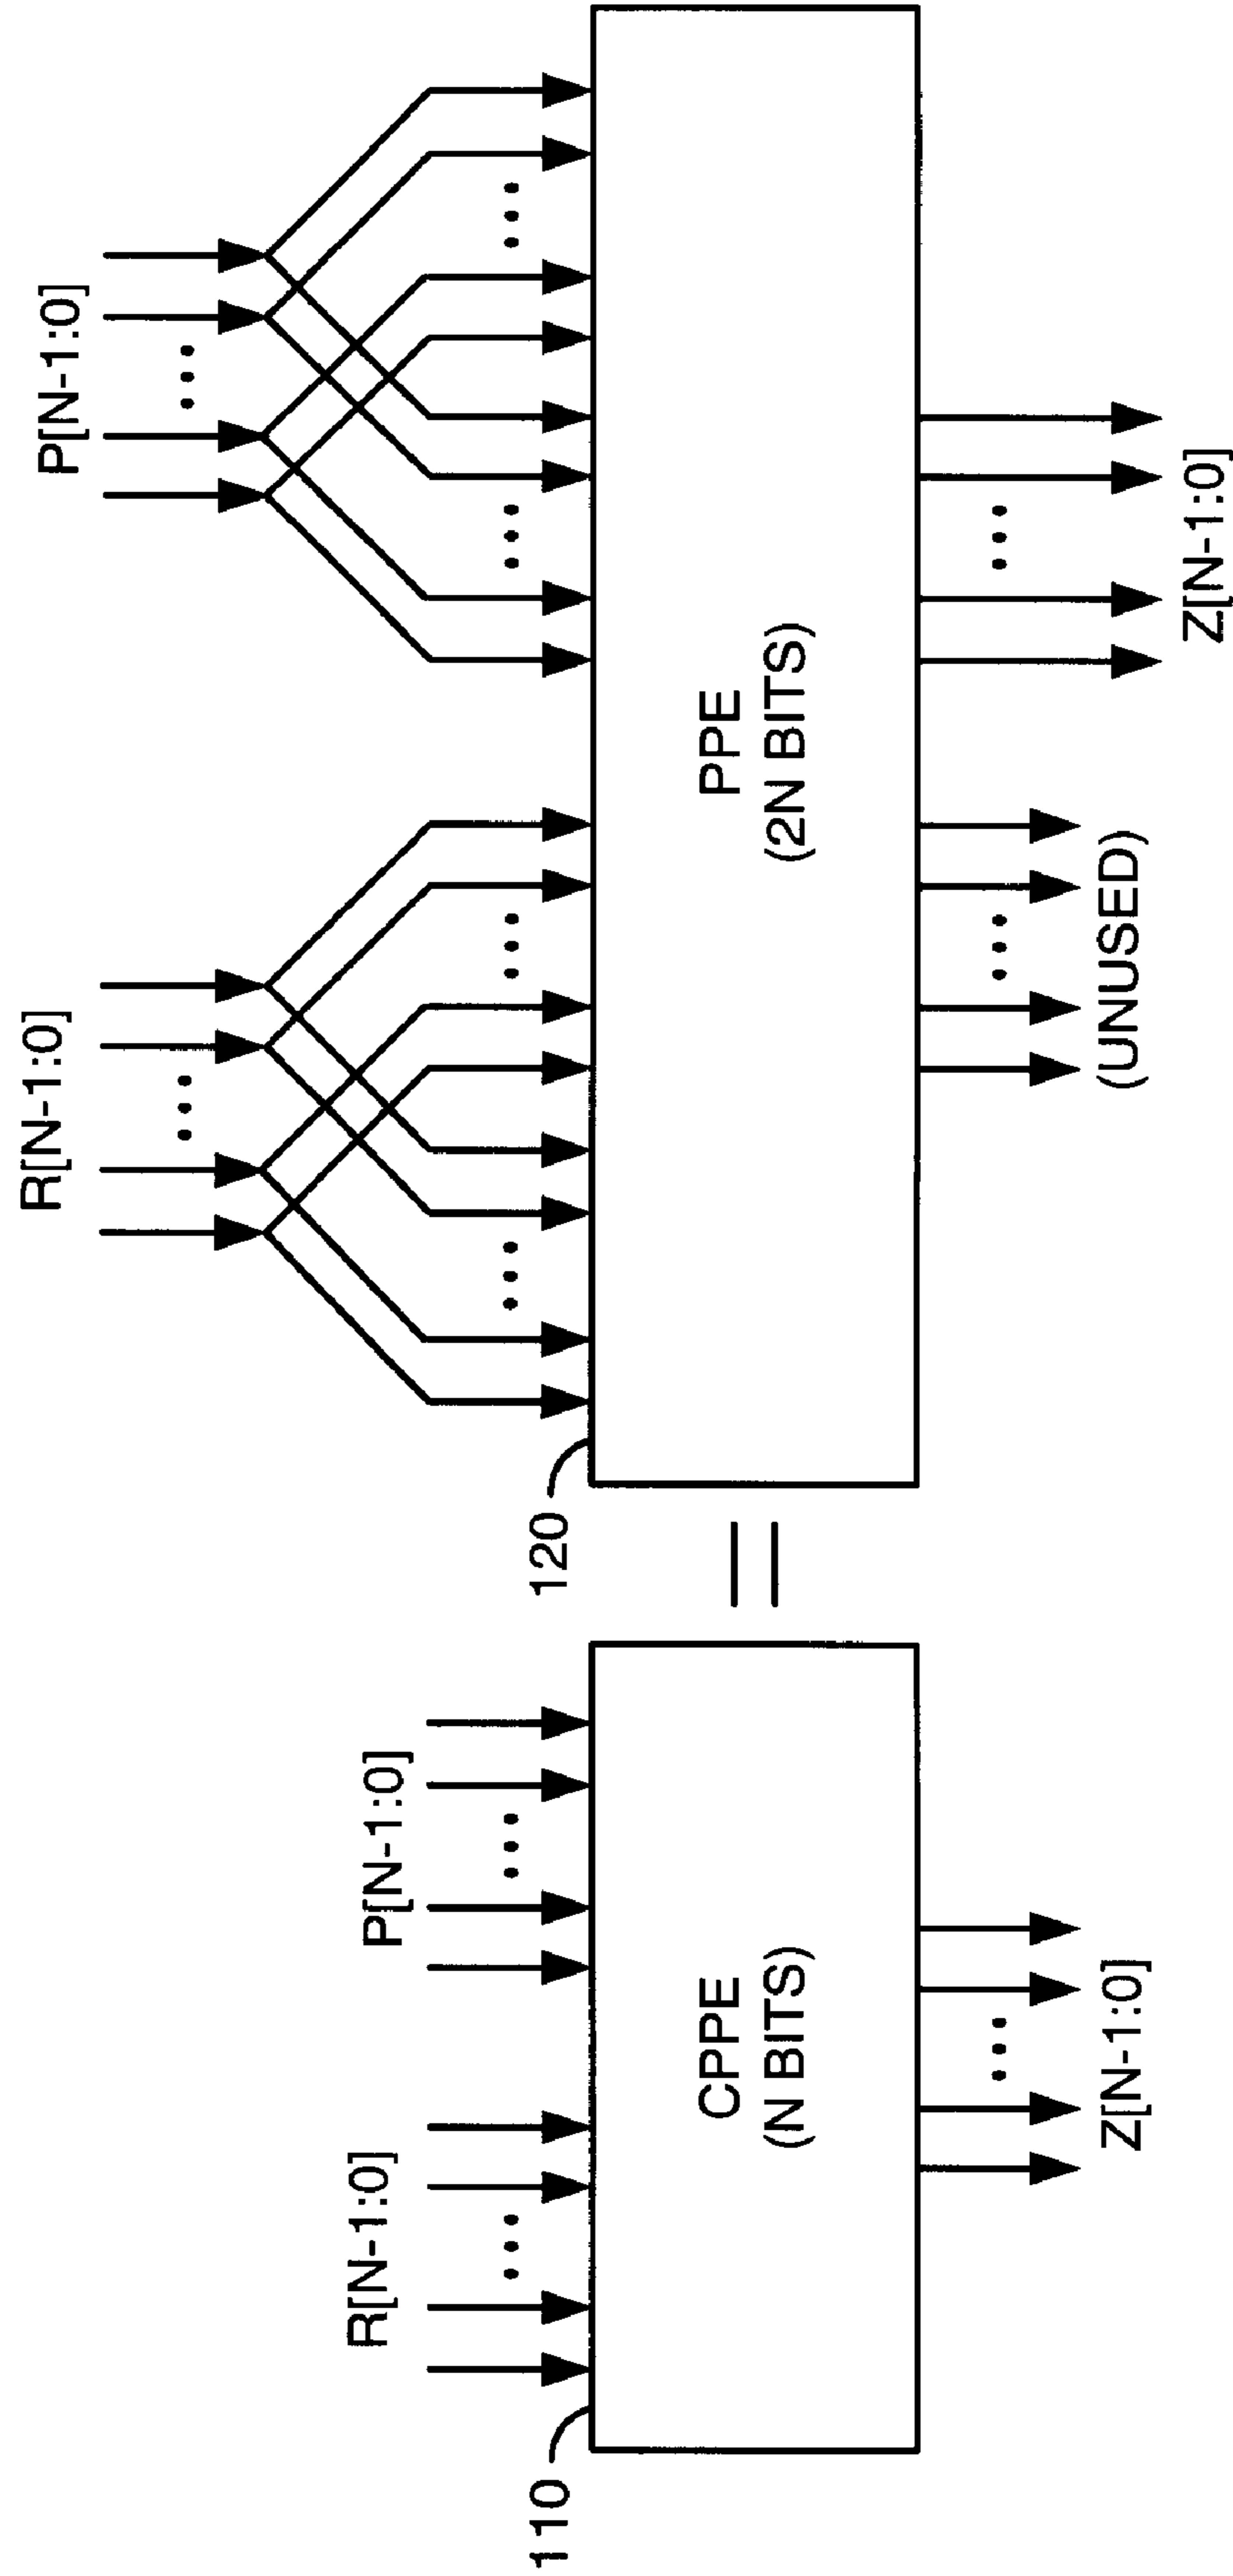 R[N-1:0]
P[N-1:0]
110
CPPE
(N BITS)
Z[N-1:0]
R[N-1:0]
P[N-1:0]
120
PPE
(2N BITS)
(UNUSED)
Z[N-1:0]